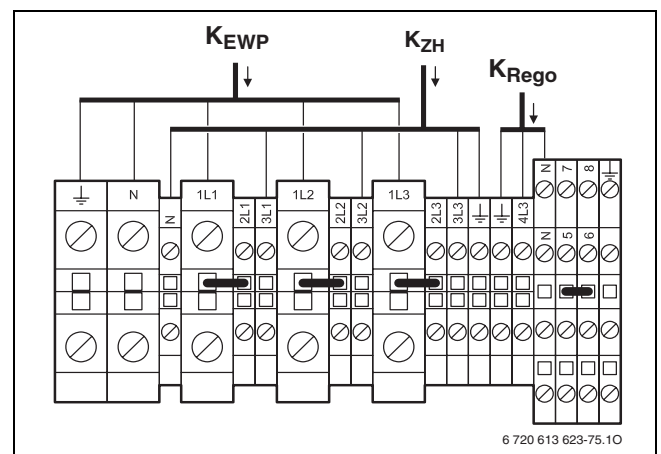 KEWP
KZH
KRego
⏚ N N 1L1 2L1 3L1 1L2 2L2 3L2 1L3 2L3 3L3 ⏚ ⏚ 4L3 N 7 8 ⏚
N 5 6
6 720 613 623-75.1O